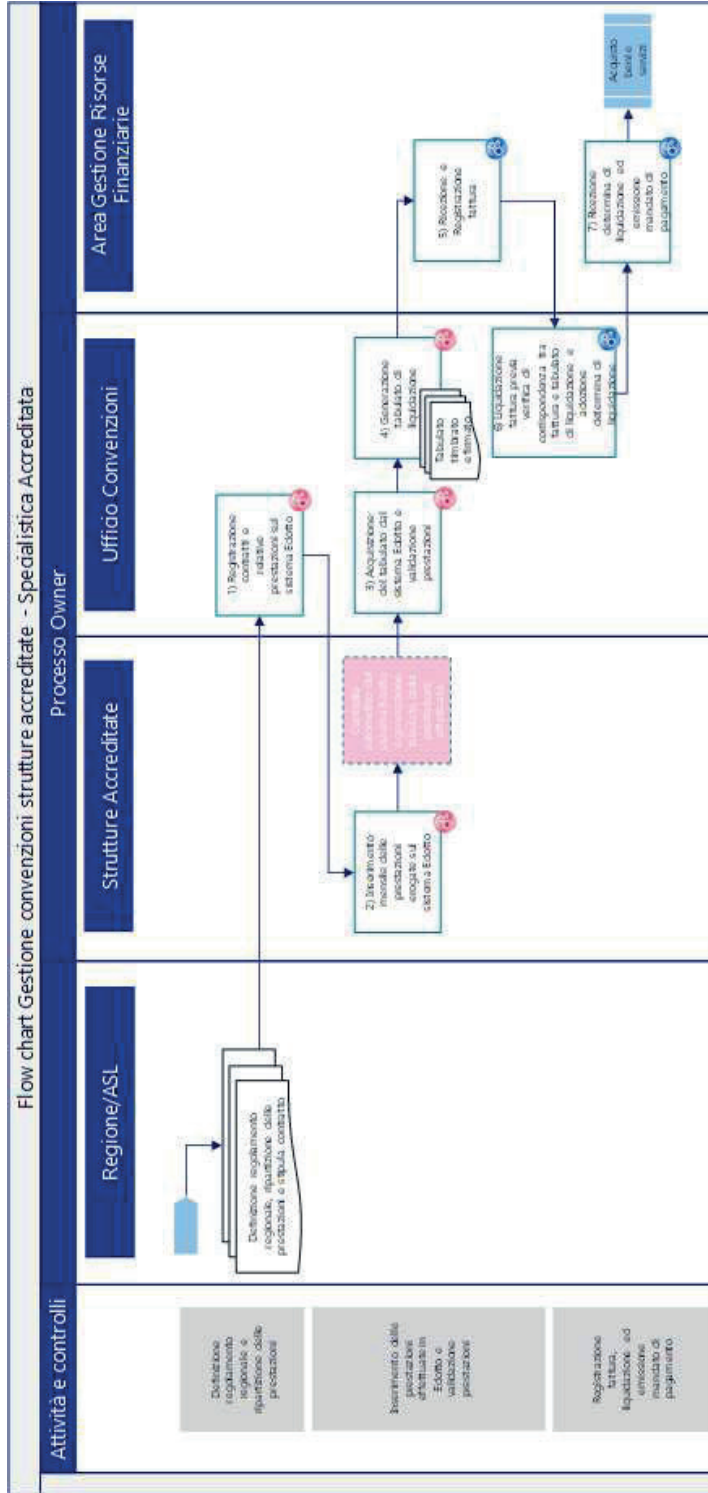 Flow chart Gestione convenzioni strutture accreditate - Specialistica Accreditata
Attività e controlli
Processo Owner
Regione/ASL
Strutture Accreditate
Ufficio Convenzioni
Area Gestione Risorse
Finanziarie
Definizione
regolamento
regionale e
ripartizione delle
prestazioni
Definizione regolamento
regionale, ripartizione delle
prestazioni e stipula contratto
1) Registrazione
contratti e
relative
prestazioni sul
sistema Edotto
Inserimento delle
prestazioni
effettuate in
Edotto e
validazione
prestazioni
2) Inserimento
mensile delle
prestazioni
erogate sul
sistema Edotto
3) Acquisizione
del tabulato dal
sistema Edotto e
validazione
prestazioni
4) Generazione
tabulato di
liquidazione
Tabulato
timbrato
e firmato
5) Ricezione e
Registrazione
fattura
Registrazione
fattura,
liquidazione ed
emissione
mandato di
pagamento
6) Liquidazione
fattura previa
verifica di
corrispondenza tra
fattura e tabulato
di liquidazione e
adozione
determina di
liquidazione
7) Ricezione
determina di
liquidazione ed
emissione
mandato di
pagamento
Acquisto
beni e
servizi